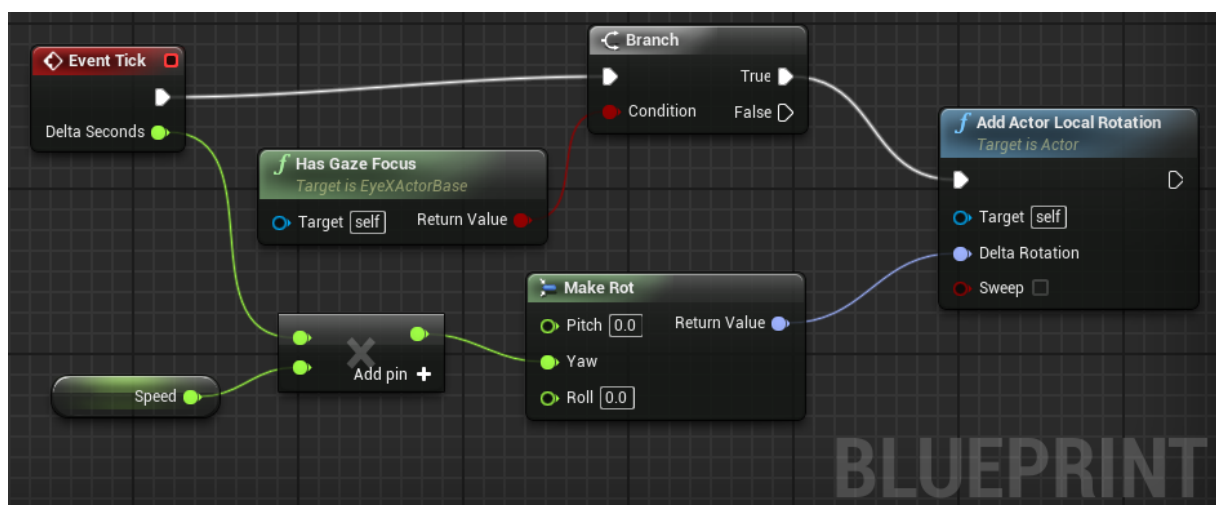 Event Tick
Delta Seconds
Has Gaze Focus
Target is EyeXActorBase
Target self Return Value
Speed
Add pin
Branch
True
Condition False
Make Rot
Pitch 0.0 Return Value
Yaw
Roll 0.0
Add Actor Local Rotation
Target is Actor
Target self
Delta Rotation
Sweep
BLUEPRINT